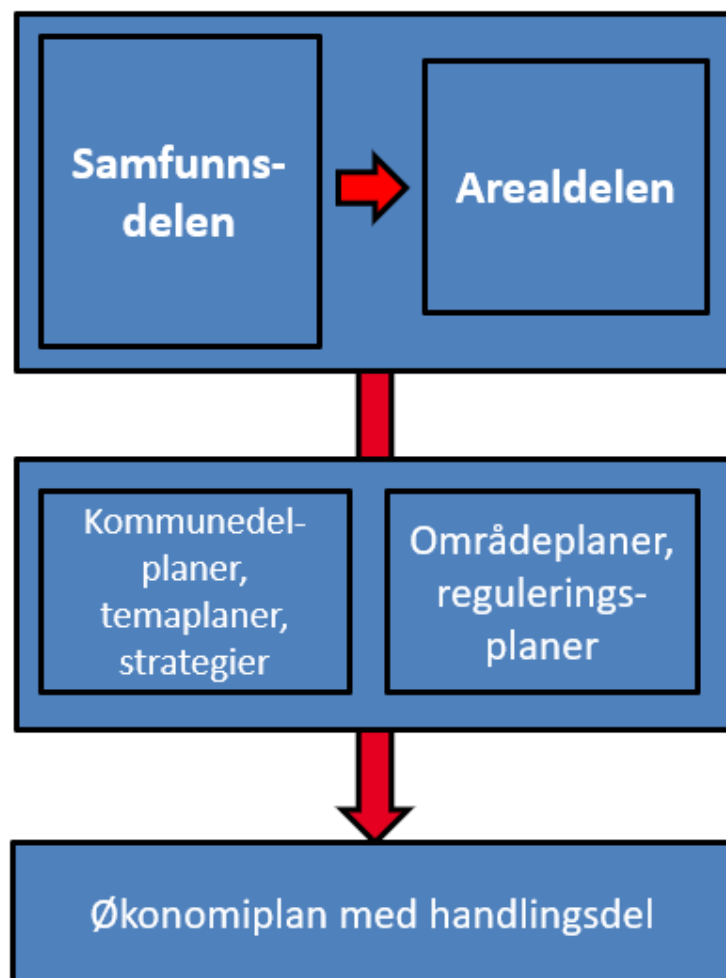 Samfunns-
delen
Arealdelen
Kommunedel-
planer,
temaplaner,
strategier
Områdeplaner,
regulerings-
planer
Økonomiplan med handlingsdel